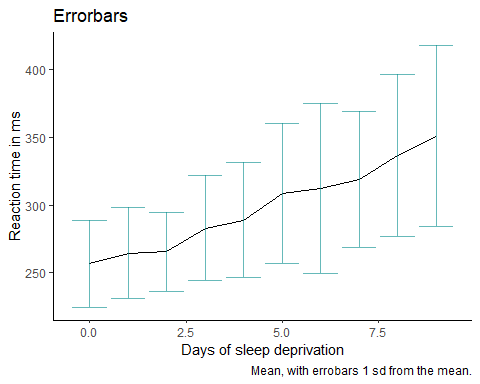 Errorbars
Reaction time in ms
400
350
300
250
0.0 2.5 5.0 7.5
Days of sleep deprivation
Mean, with errobars 1 sd from the mean.